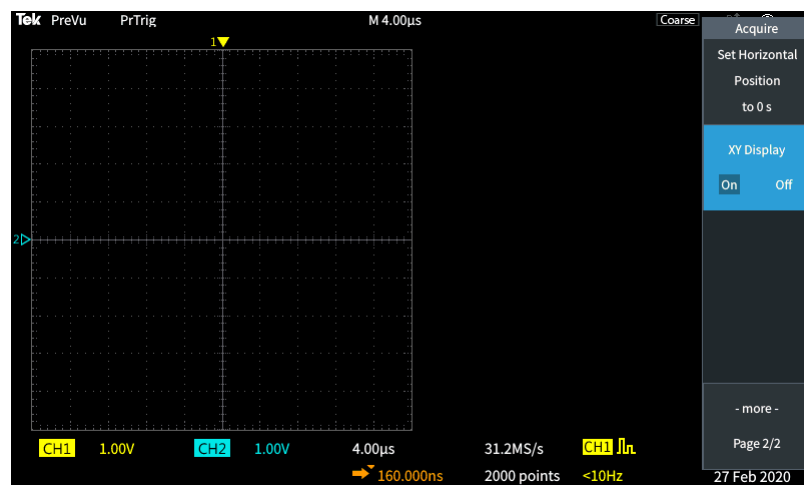 Tek PreVu PrTrig M 4.00µs Coarse
Acquire
Set Horizontal
Position
to 0 s
XY Display
On Off
- more -
Page 2/2
1
2
CH1 1.00V CH2 1.00V 4.00µs 31.2MS/s CH1
160.000ns 2000 points <10Hz 27 Feb 2020